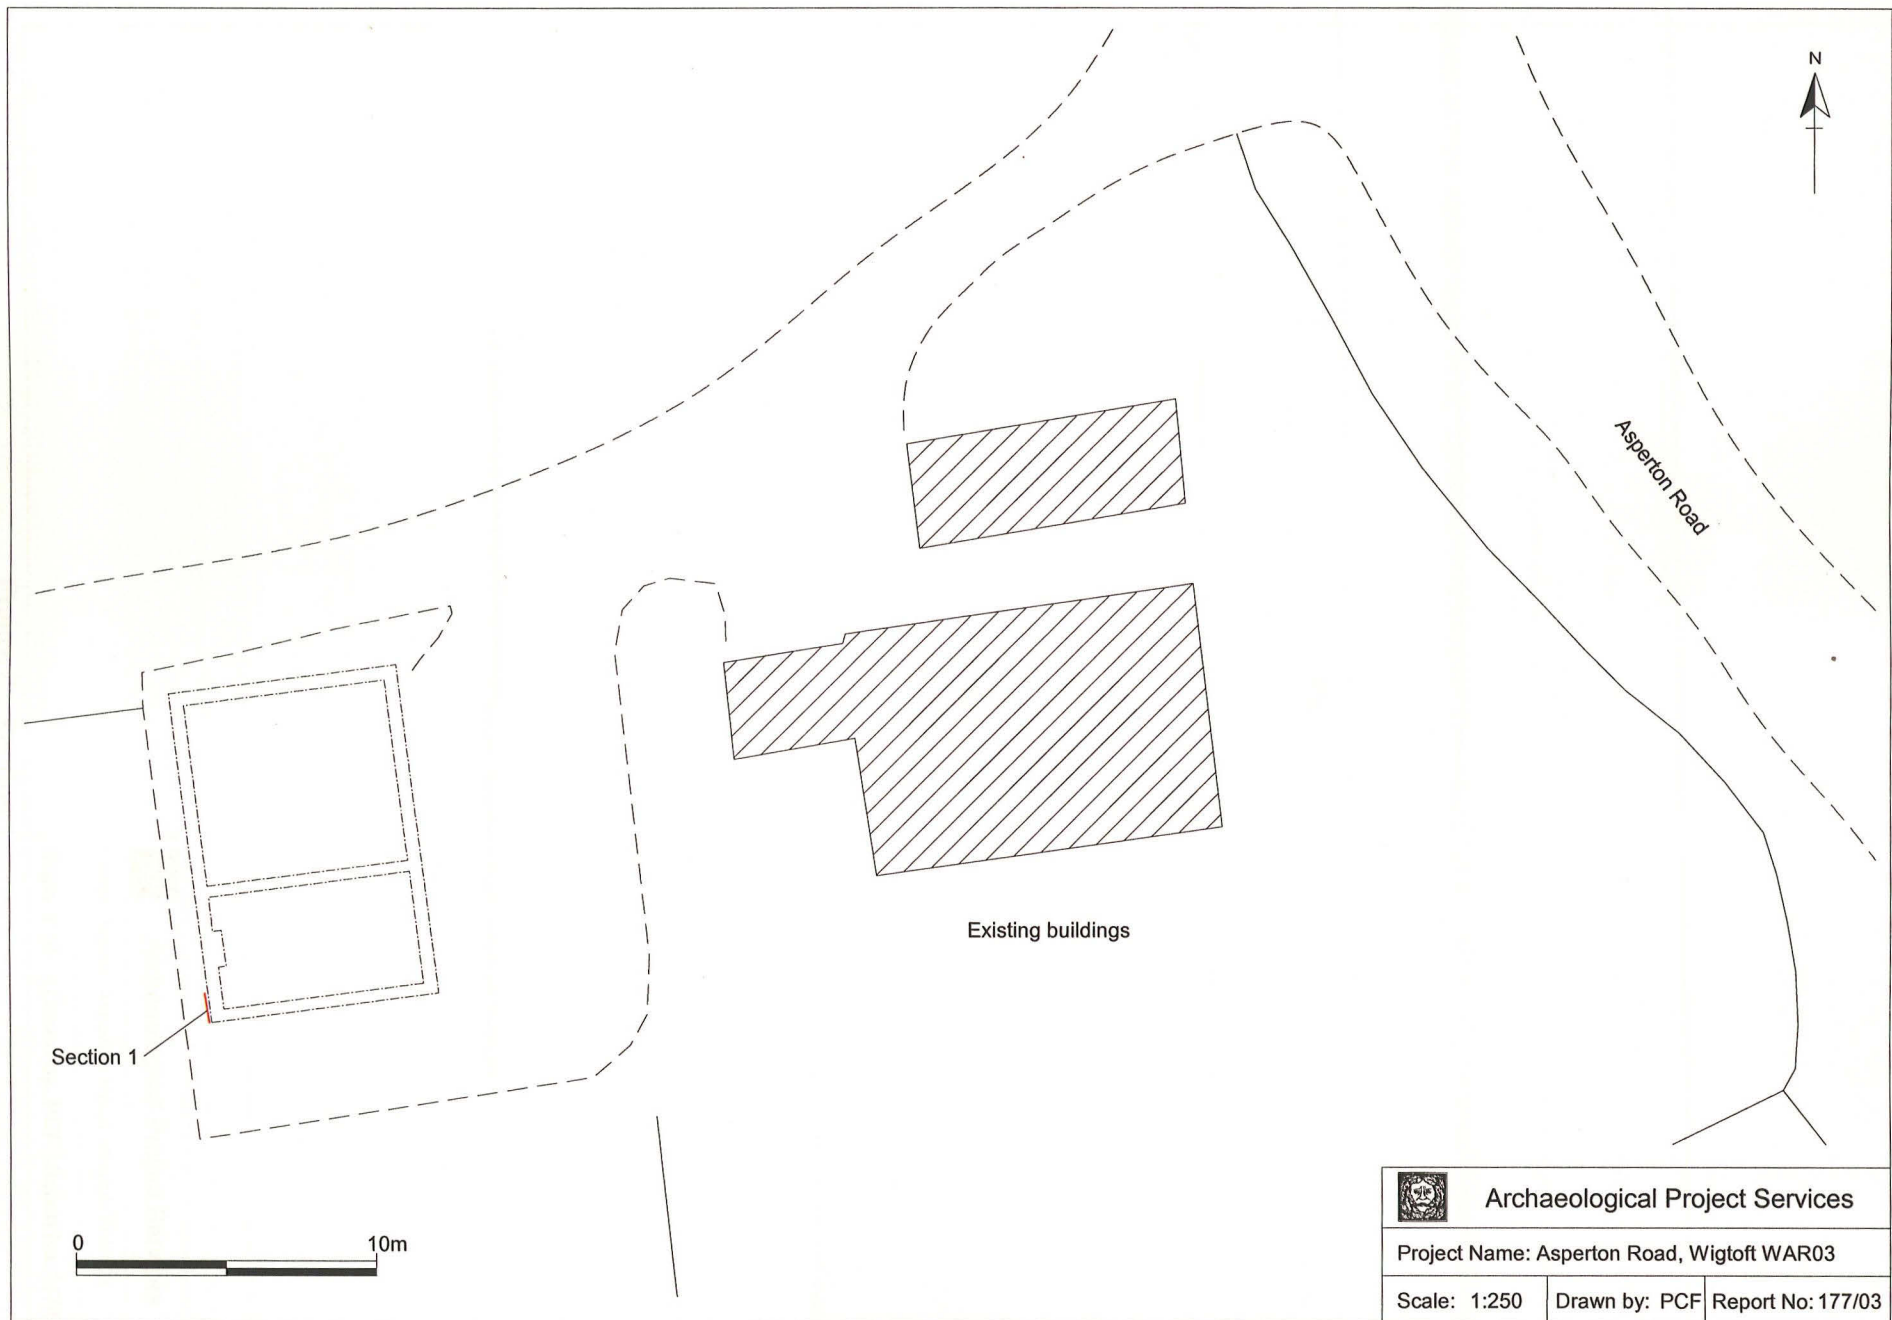 N
Asperton Road
Existing buildings
Section 1
0 10m
Archaeological Project Services
Project Name: Asperton Road, Wigtoft WAR03
Scale: 1:250 Drawn by: PCF Report No: 177/03